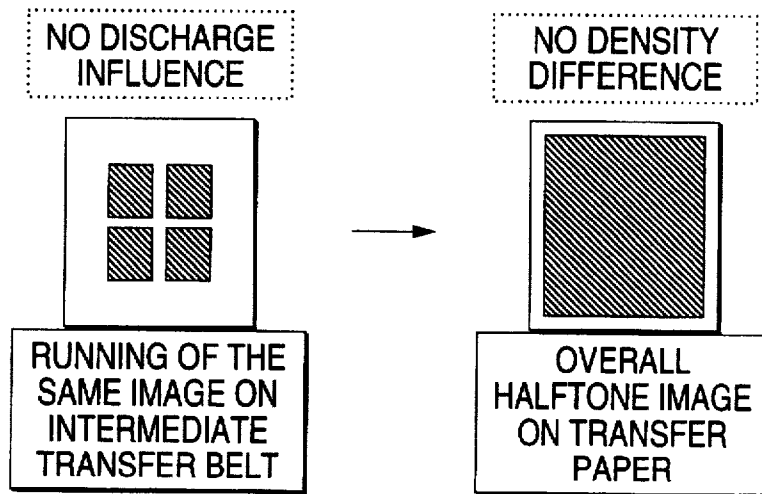 NO DISCHARGE
INFLUENCE
NO DENSITY
DIFFERENCE
RUNNING OF THE
SAME IMAGE ON
INTERMEDIATE
TRANSFER BELT
OVERALL
HALFTONE IMAGE
ON TRANSFER
PAPER